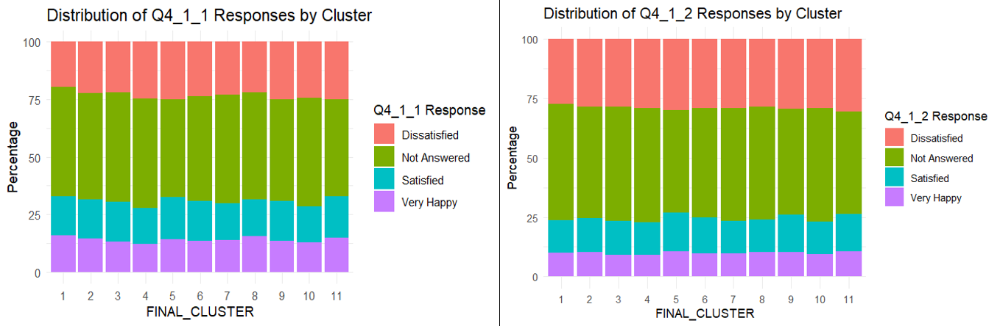 Distribution of Q4_1_1 Responses by Cluster
100
75
50
25
0
Percentage
1 2 3 4 5 6 7 8 9 10 11
FINAL_CLUSTER
Q4_1_1 Response
Dissatisfied
Not Answered
Satisfied
Very Happy
Distribution of Q4_1_2 Responses by Cluster
100
75
50
25
0
Percentage
1 2 3 4 5 6 7 8 9 10 11
FINAL_CLUSTER
Q4_1_2 Response
Dissatisfied
Not Answered
Satisfied
Very Happy